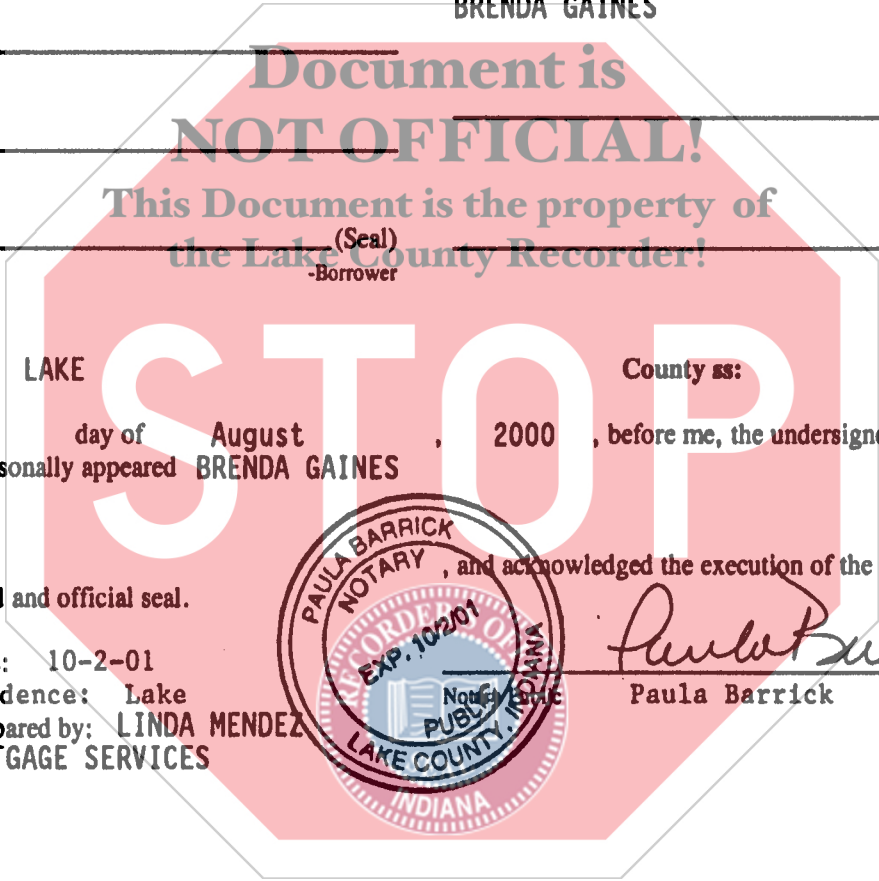 BRENDA GAINES
Document is
NOT OFFICIAL!
This Document is the property of
(Seal)
the Lake County Recorder!
-Borrower
STOP
LAKE County ss:
day of August , 2000 , before me, the undersigne
sonally appeared BRENDA GAINES
, and acknowledged the execution of the
and official seal.
PAULA BARRICK
NOTARY
EXP. 10/2/01
PUBLIC
LAKE COUNTY, INDIANA
: 10-2-01
dence: Lake Paula Barrick
pared by: LINDA MENDEZ
GAGE SERVICES
INDIANA